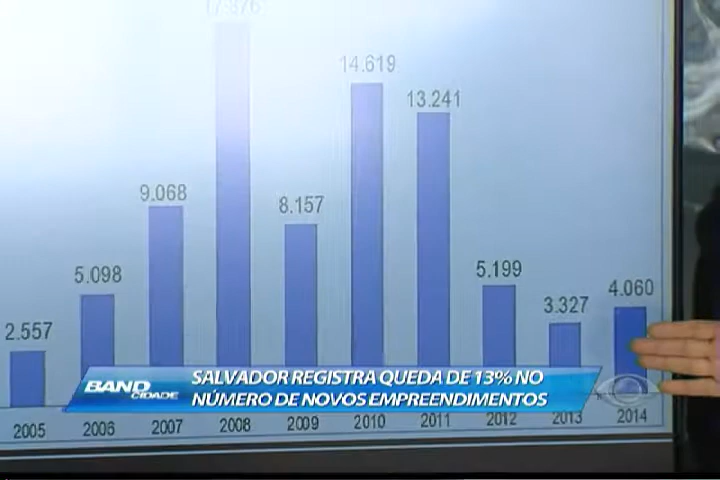 14.619
13.241
9.068
8.157
5.098
5.199
4.060
3.327
2.557
BAND
CIDADE
SALVADOR REGISTRA QUEDA DE 13% NO
NÚMERO DE NOVOS EMPREENDIMENTOS
2005 2006 2007 2008 2009 2010 2011 2012 2013 2014